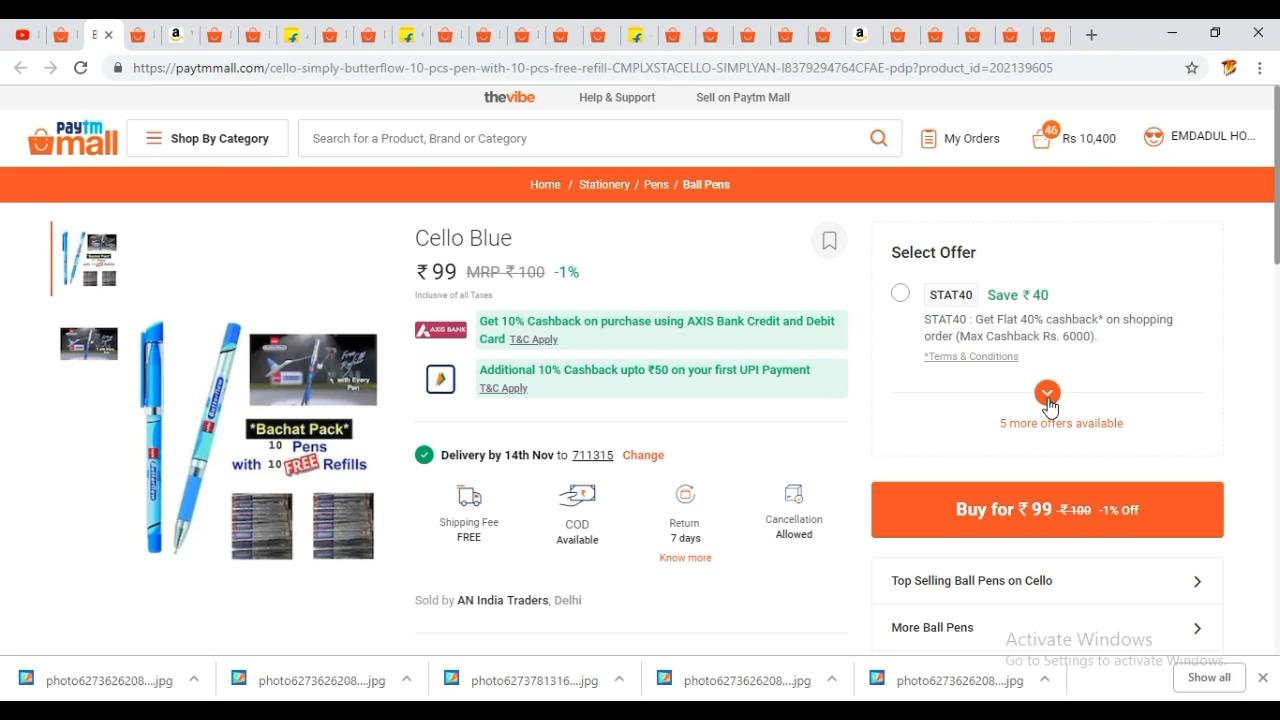 B
https://paytmmall.com/cello-simply-butterflow-10-pcs-pen-with-10-pcs-free-refill-CMPLXSTACELLO-SIMPLYAN-I8379294764CFAE-pdp?product_id=202139605
thevibe Help & Support Sell on Paytm Mall
paytm mall
Shop By Category
Search for a Product, Brand or Category
My Orders
46 Rs 10,400
EMDADUL HO...
Home / Stationery / Pens / Ball Pens
Cello Blue
₹99 MRP ₹100 -1%
Inclusive of all Taxes
AXIS BANK
Get 10% Cashback on purchase using AXIS Bank Credit and Debit
Card T&C Apply
Additional 10% Cashback upto ₹50 on your first UPI Payment
T&C Apply
with Every
Pen
*Bachat Pack*
10 Pens
with 10 FREE Refills
Delivery by 14th Nov to 711315 Change
Shipping Fee
FREE
COD
Available
Return
7 days
Know more
Cancellation
Allowed
Sold by AN India Traders, Delhi
Select Offer
STAT40 Save ₹40
STAT40 : Get Flat 40% cashback* on shopping
order (Max Cashback Rs. 6000).
*Terms & Conditions
5 more offers available
Buy for ₹99 ₹100 -1% Off
Top Selling Ball Pens on Cello
More Ball Pens
Activate Windows
Go to Settings to activate Windows.
photo6273626208....jpg
photo6273626208....jpg
photo6273781316....jpg
photo6273626208....jpg
photo6273626208....jpg
Show all